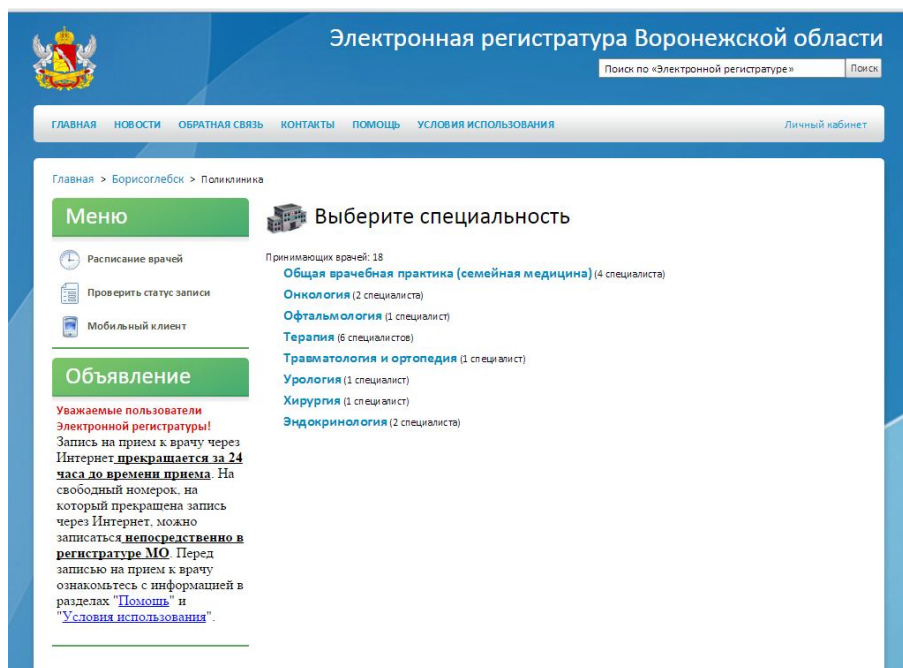 Электронная регистратура Воронежской области
Поиск по «Электронной регистратуре» Поиск
ГЛАВНАЯ НОВОСТИ ОБРАТНАЯ СВЯЗЬ КОНТАКТЫ ПОМОЩЬ УСЛОВИЯ ИСПОЛЬЗОВАНИЯ Личный кабинет
Главная > Борисоглебск > Поликлиника
Меню
Расписание врачей
Проверить статус записи
Мобильный клиент
Объявление
Уважаемые пользователи
Электронной регистратуры!
Запись на прием к врачу через
Интернет прекращается за 24
часа до времени приема. На
свободный номерок, на
который прекращена запись
через Интернет, можно
записаться непосредственно в
регистратуре МО. Перед
записью на прием к врачу
ознакомьтесь с информацией в
разделах "Помощь" и
"Условия использования".
Выберите специальность
Принимающих врачей: 18
Общая врачебная практика (семейная медицина) (4 специалиста)
Онкология (2 специалиста)
Офтальмология (1 специалист)
Терапия (6 специалистов)
Травматология и ортопедия (1 специалист)
Урология (1 специалист)
Хирургия (1 специалист)
Эндокринология (2 специалиста)